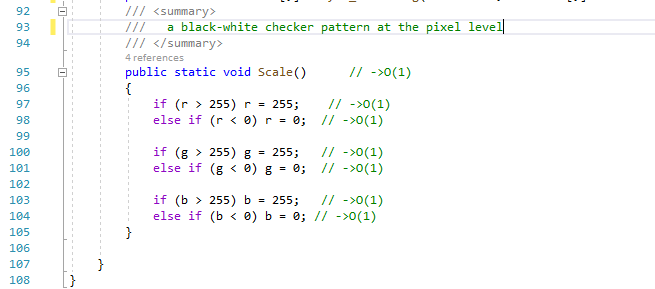 92 /// <summary>
93 /// a black-white checker pattern at the pixel level
94 /// </summary>
4 references
95 public static void Scale() // ->O(1)
96 {
97 if (r > 255) r = 255; // ->O(1)
98 else if (r < 0) r = 0; // ->O(1)
99
100 if (g > 255) g = 255; // ->O(1)
101 else if (g < 0) g = 0; // ->O(1)
102
103 if (b > 255) b = 255; // ->O(1)
104 else if (b < 0) b = 0; // ->O(1)
105 }
106
107 }
108 }